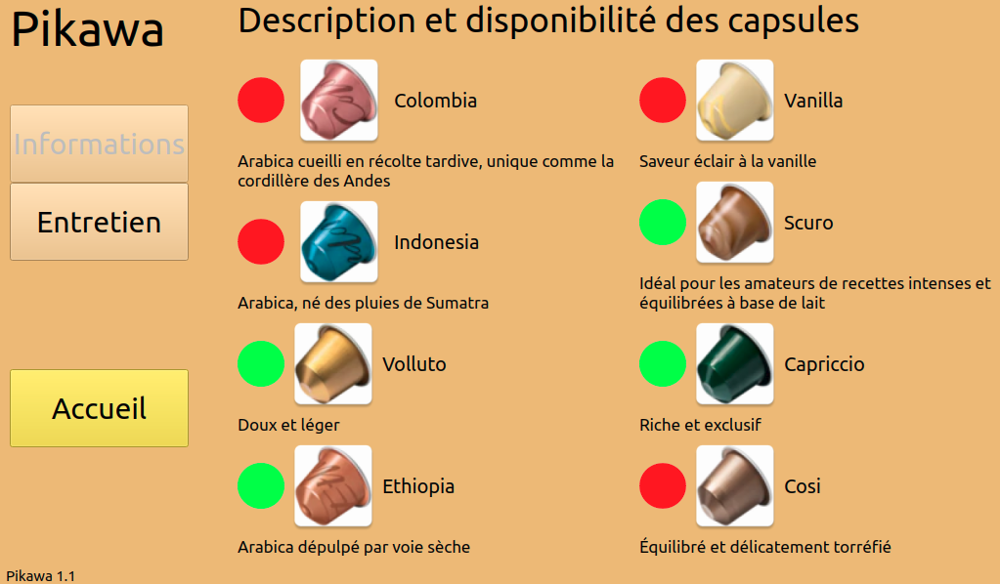 Pikawa
Informations
Entretien
Accueil
Pikawa 1.1
Description et disponibilité des capsules
Colombia
Arabica cueilli en récolte tardive, unique comme la
cordillère des Andes
Indonesia
Arabica, né des pluies de Sumatra
Volluto
Doux et léger
Ethiopia
Arabica dépulpé par voie sèche
Vanilla
Saveur éclair à la vanille
Scuro
Idéal pour les amateurs de recettes intenses et
équilibrées à base de lait
Capriccio
Riche et exclusif
Cosi
Équilibré et délicatement torréfié